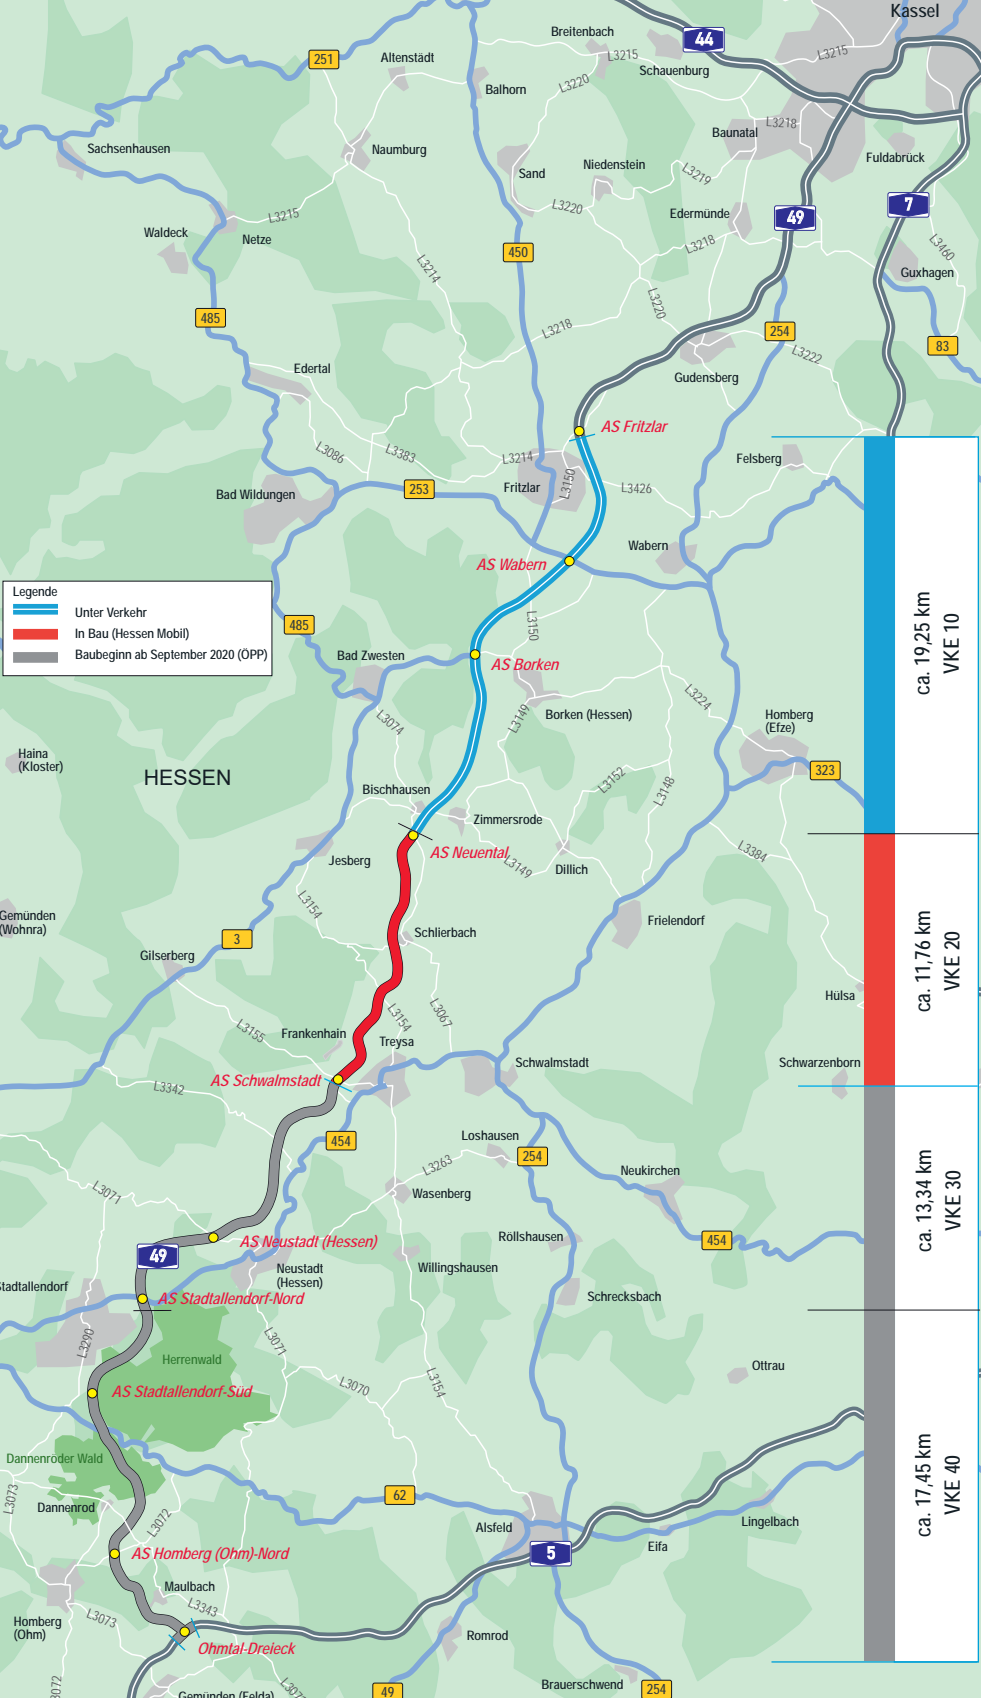 Kassel
44
Breitenbach
L3215
L3215
251
Altenstädt
Schauenburg
L3220
Balhorn
L3218
Baunatal
Sachsenhausen
Naumburg
Fuldabrück
Niedenstein
Sand
L3219
7
L3220
Edermünde
49
L3215
Waldeck
Netze
L3218
L3460
450
L3214
Guxhagen
L3220
485
L3218
254
83
L3222
Edertal
Gudensberg
AS Fritzlar
L3086
L3383
L3214
Felsberg
L3150
253
Fritzlar
L3426
Bad Wildungen
Wabern
AS Wabern
Legende
Unter Verkehr
In Bau (Hessen Mobil)
Baubeginn ab September 2020 (ÖPP)
485
L3150
ca. 19,25 km
VKE 10
Bad Zwesten
AS Borken
L3224
L3149
L3074
Borken (Hessen)
Homberg
(Efze)
Haina
(Kloster)
HESSEN
323
L3152
Bischhausen
L3148
Zimmersrode
AS Neuental
L3384
Jesberg
L3149
Dillich
L3154
Gemünden
(Wohnra)
Frielendorf
Schlierbach
3
Gilserberg
ca. 11,76 km
VKE 20
Hülsa
L3154
L3067
L3155
Frankenhain
Treysa
Schwalmstadt
Schwarzenborn
AS Schwalmstadt
L3342
454
Loshausen
254
L3263
Neukirchen
L3071
Wasenberg
ca. 13,34 km
VKE 30
Röllshausen
454
AS Neustadt (Hessen)
49
Neustadt
(Hessen)
Willingshausen
Stadtallendorf
AS Stadtallendorf-Nord
Schrecksbach
L3290
L3071
Herrenwald
Ottrau
L3070
L3154
AS Stadtallendorf-Süd
Dannenröder Wald
L3073
62
Dannenrod
L3072
Alsfeld
Lingelbach
ca. 17,45 km
VKE 40
Eifa
5
AS Homberg (Ohm)-Nord
Maulbach
L3343
L3073
Homberg
(Ohm)
Romrod
Ohmtal-Dreieck
Brauerschwend
49
254
Gemünden (Felda)